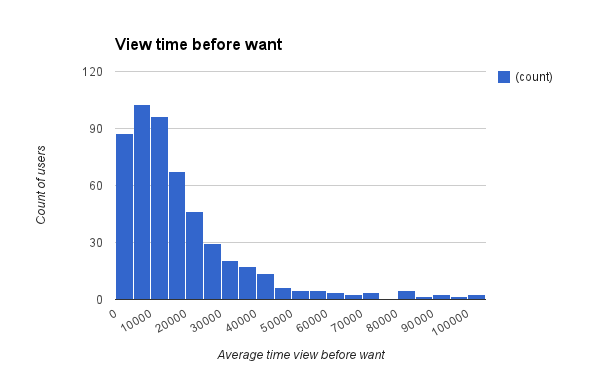 View time before want
(count)
120
90
60
30
0
Count of users
0 10000 20000 30000 40000 50000 60000 70000 80000 90000 100000
Average time view before want